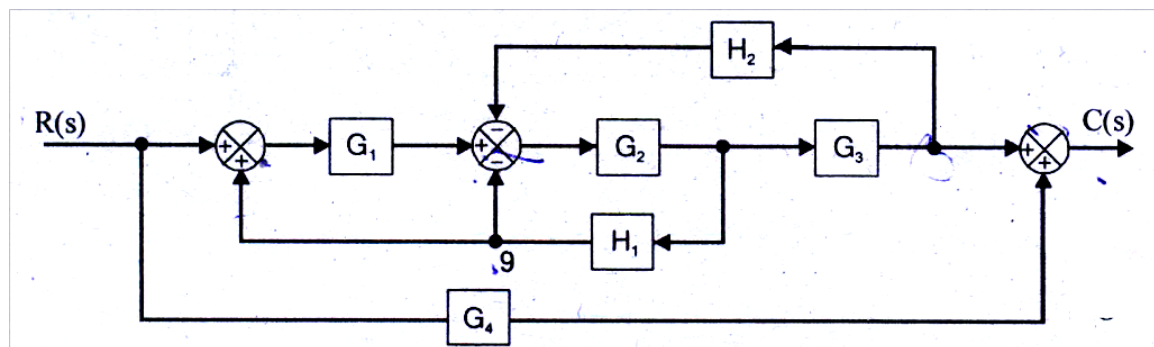 H₂
R(s) + + G₁ + − − G₂ G₃ + + C(s)
H₁
9
G₄